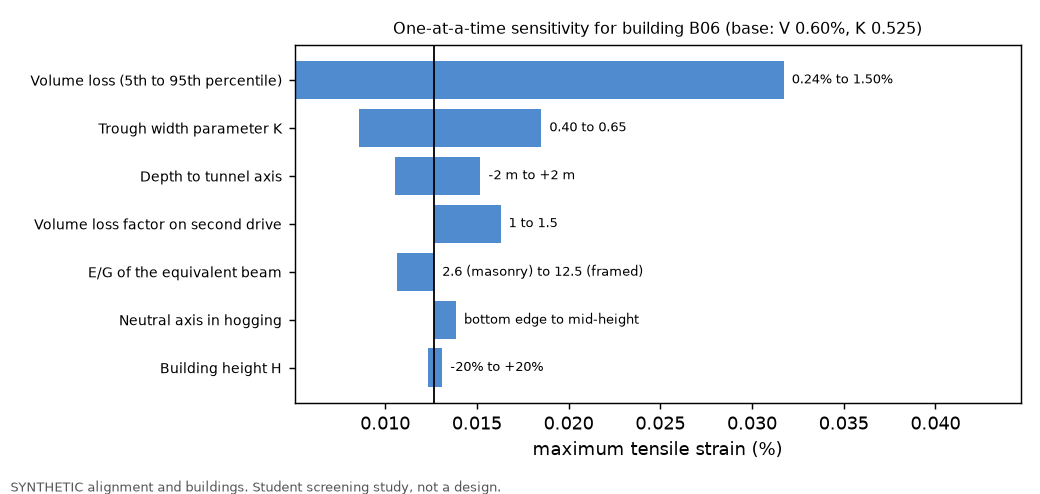 One-at-a-time sensitivity for building B06 (base: V 0.60%, K 0.525)
Volume loss (5th to 95th percentile)
0.24% to 1.50%
Trough width parameter K
0.40 to 0.65
Depth to tunnel axis
-2 m to +2 m
Volume loss factor on second drive
1 to 1.5
E/G of the equivalent beam
2.6 (masonry) to 12.5 (framed)
Neutral axis in hogging
bottom edge to mid-height
Building height H
-20% to +20%
0.010 0.015 0.020 0.025 0.030 0.035 0.040
maximum tensile strain (%)
SYNTHETIC alignment and buildings. Student screening study, not a design.